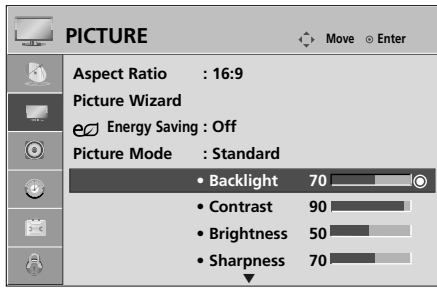 PICTURE Move Enter
Aspect Ratio : 16:9
Picture Wizard
Energy Saving : Off
Picture Mode : Standard
• Backlight 70
• Contrast 90
• Brightness 50
• Sharpness 70